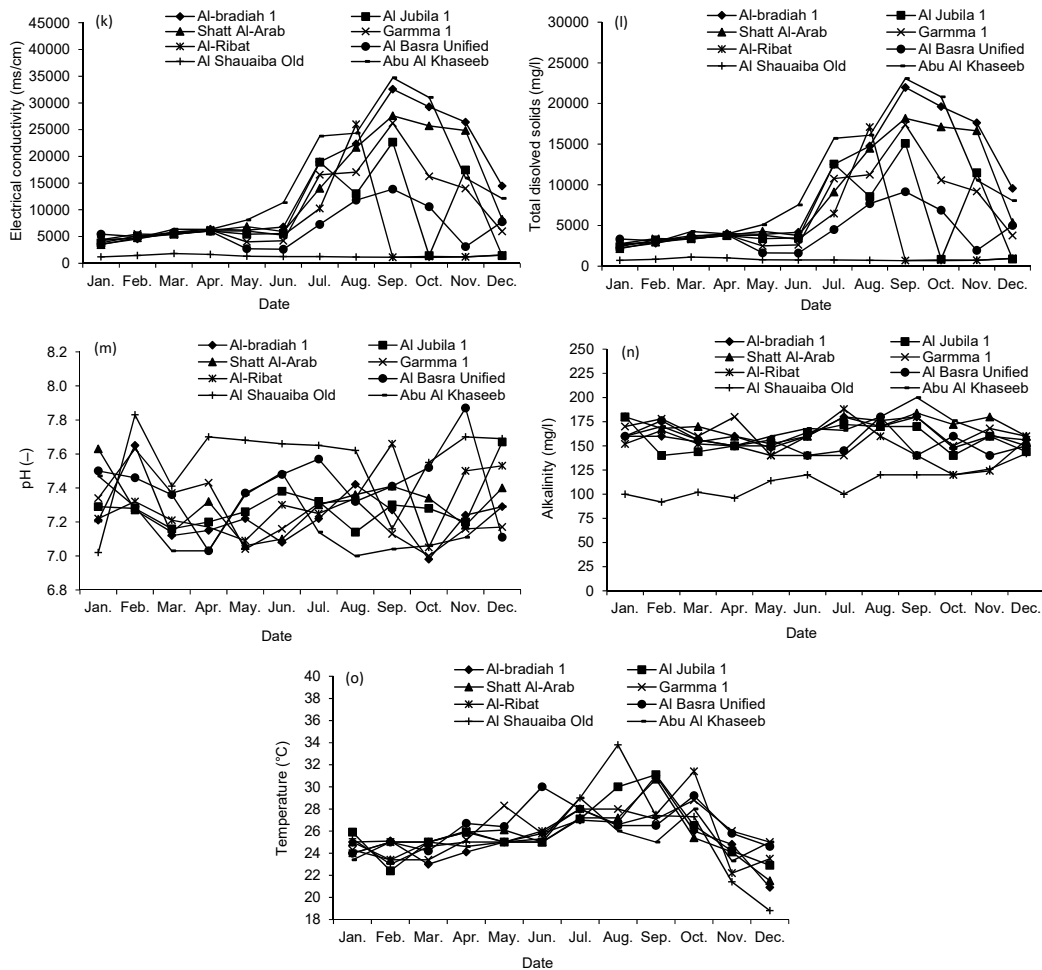 (k)
Al-bradiah 1
Al Jubila 1
Shatt Al-Arab
Garmma 1
Al-Ribat
Al Basra Unified
Al Shauaiba Old
Abu Al Khaseeb
Electrical conductivity (ms/cm)
45000
40000
35000
30000
25000
20000
15000
10000
5000
0
Jan. Feb. Mar. Apr. May. Jun. Jul. Aug. Sep. Oct. Nov. Dec.
Date
(l)
Al-bradiah 1
Al Jubila 1
Shatt Al-Arab
Garmma 1
Al-Ribat
Al Basra Unified
Al Shauaiba Old
Abu Al Khaseeb
Total dissolved solids (mg/l)
30000
25000
20000
15000
10000
5000
0
Jan. Feb. Mar. Apr. May. Jun. Jul. Aug. Sep. Oct. Nov. Dec.
Date
(m)
Al-bradiah 1
Al Jubila 1
Shatt Al-Arab
Garmma 1
Al-Ribat
Al Basra Unified
Al Shauaiba Old
Abu Al Khaseeb
pH (–)
8.2
8.0
7.8
7.6
7.4
7.2
7.0
6.8
Jan. Feb. Mar. Apr. May. Jun. Jul. Aug. Sep. Oct. Nov. Dec.
Date
(n)
Al-bradiah 1
Al Jubila 1
Shatt Al-Arab
Garmma 1
Al-Ribat
Al Basra Unified
Al Shauaiba Old
Abu Al Khaseeb
Alkalinity (mg/l)
250
225
200
175
150
125
100
75
50
25
0
Jan. Feb. Mar. Apr. May. Jun. Jul. Aug. Sep. Oct. Nov. Dec.
Date
(o)
Al-bradiah 1
Al Jubila 1
Shatt Al-Arab
Garmma 1
Al-Ribat
Al Basra Unified
Al Shauaiba Old
Abu Al Khaseeb
Temperature (°C)
40
38
36
34
32
30
28
26
24
22
20
18
Jan. Feb. Mar. Apr. May. Jun. Jul. Aug. Sep. Oct. Nov. Dec.
Date